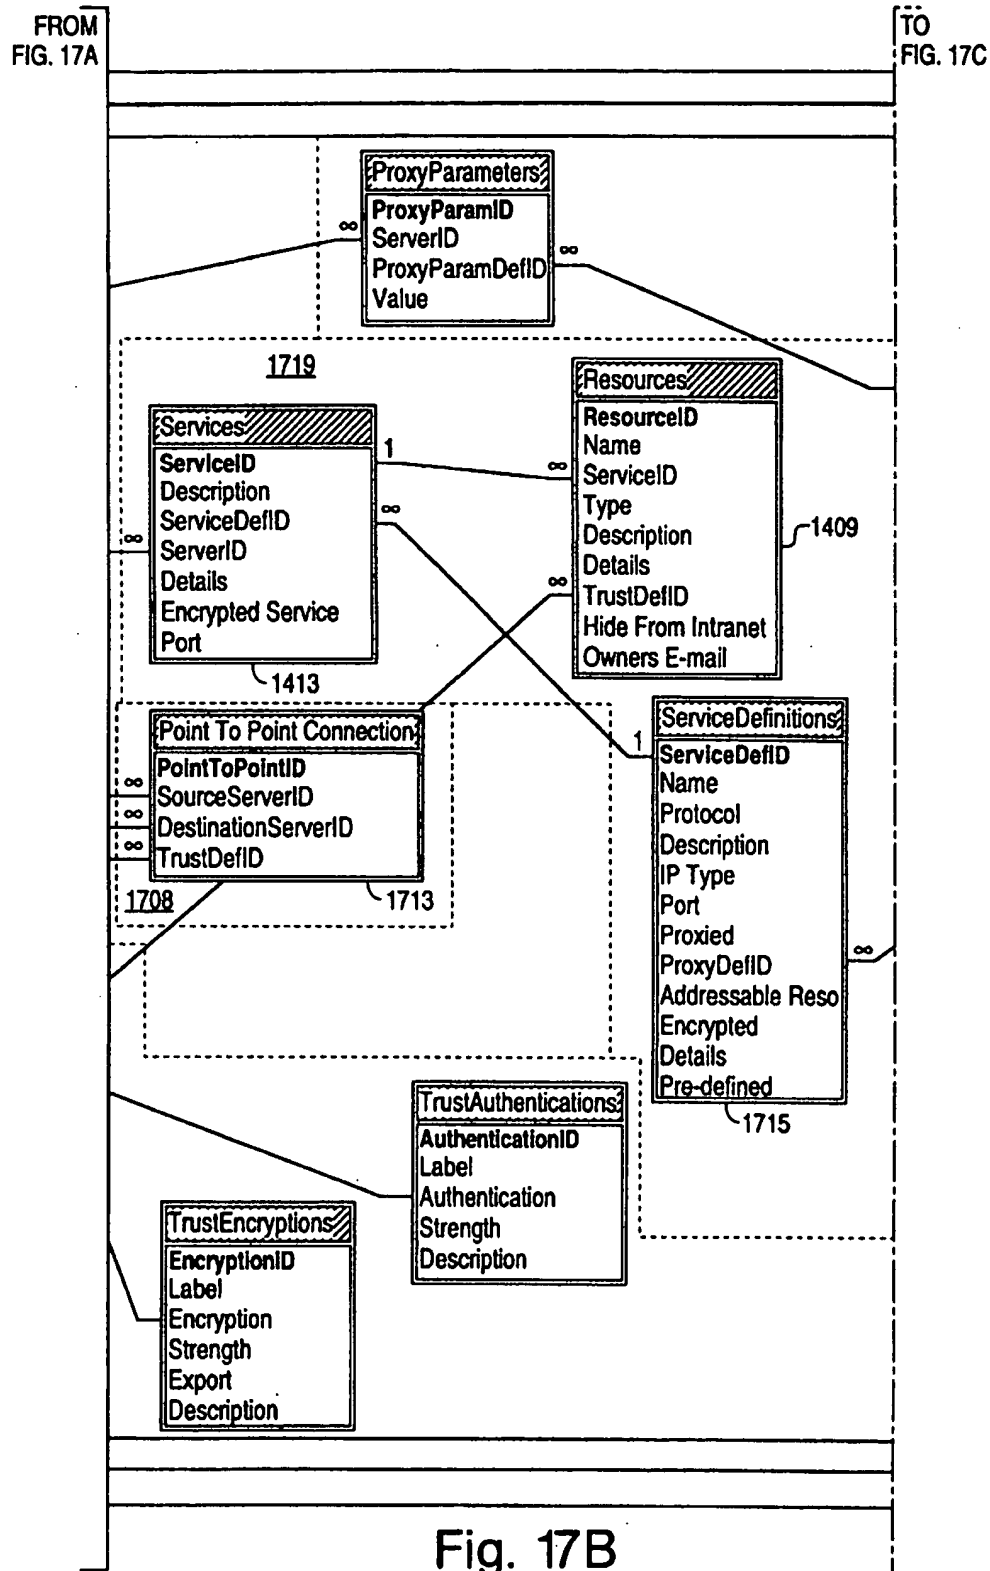 FROM
FIG. 17A
TO
FIG. 17C
ProxyParameters
ProxyParamID
ServerID
ProxyParamDefID
Value
∞
∞
1719
Resources
ResourceID
Name
ServiceID
Type
Description
Details
TrustDefID
Hide From Intranet
Owners E-mail
∞
∞
1409
Services
ServiceID
Description
ServiceDefID
ServerID
Details
Encrypted Service
Port
1
∞
∞
1413
Point To Point Connection
PointToPointID
SourceServerID
DestinationServerID
TrustDefID
∞
∞
∞
1708
1713
ServiceDefinitions
ServiceDefID
Name
Protocol
Description
IP Type
Port
Proxied
ProxyDefID
Addressable Reso
Encrypted
Details
Pre-defined
1
∞
1715
TrustAuthentications
AuthenticationID
Label
Authentication
Strength
Description
TrustEncryptions
EncryptionID
Label
Encryption
Strength
Export
Description
Fig. 17B